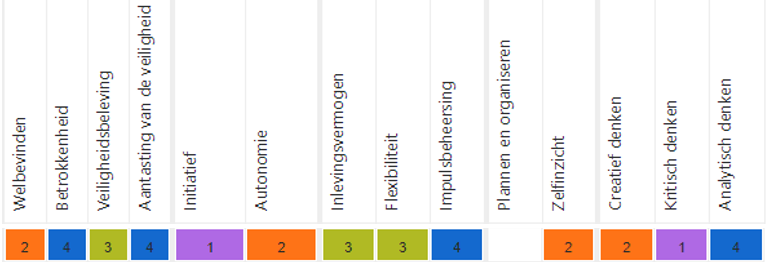 Welbevinden
Betrokkenheid
Veiligheidsbeleving
Aantasting van de veiligheid
Initiatief
Autonomie
Inlevingsvermogen
Flexibiliteit
Impulsbeheersing
Plannen en organiseren
Zelfinzicht
Creatief denken
Kritisch denken
Analytisch denken
2 4 3 4 1 2 3 3 4 2 2 1 4